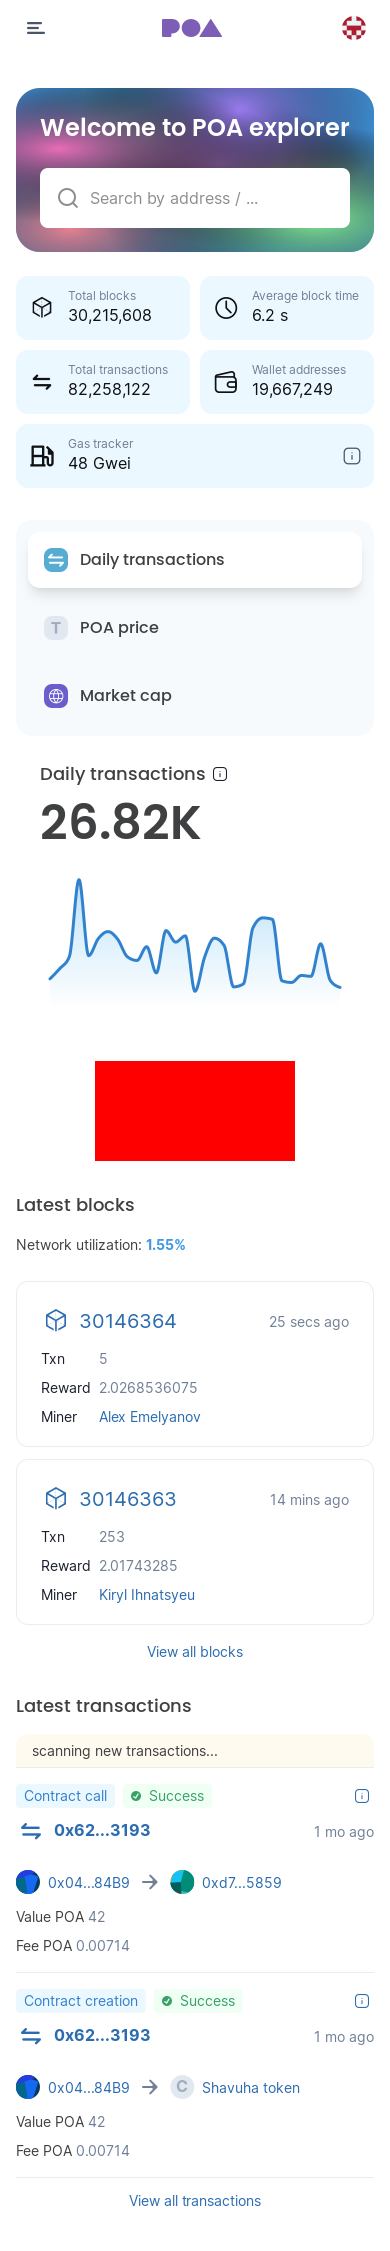 POA
Welcome to POA explorer
Search by address / ...
Total blocks
30,215,608
Average block time
6.2 s
Total transactions
82,258,122
Wallet addresses
19,667,249
Gas tracker
48 Gwei
Daily transactions
T POA price
Market cap
Daily transactions
26.82K
Latest blocks
Network utilization: 1.55%
30146364 25 secs ago
Txn 5
Reward 2.0268536075
Miner Alex Emelyanov
30146363 14 mins ago
Txn 253
Reward 2.01743285
Miner Kiryl Ihnatsyeu
View all blocks
Latest transactions
scanning new transactions...
Contract call Success
0x62...3193 1 mo ago
0x04...84B9 → 0xd7...5859
Value POA 42
Fee POA 0.00714
Contract creation Success
0x62...3193 1 mo ago
0x04...84B9 → C Shavuha token
Value POA 42
Fee POA 0.00714
View all transactions